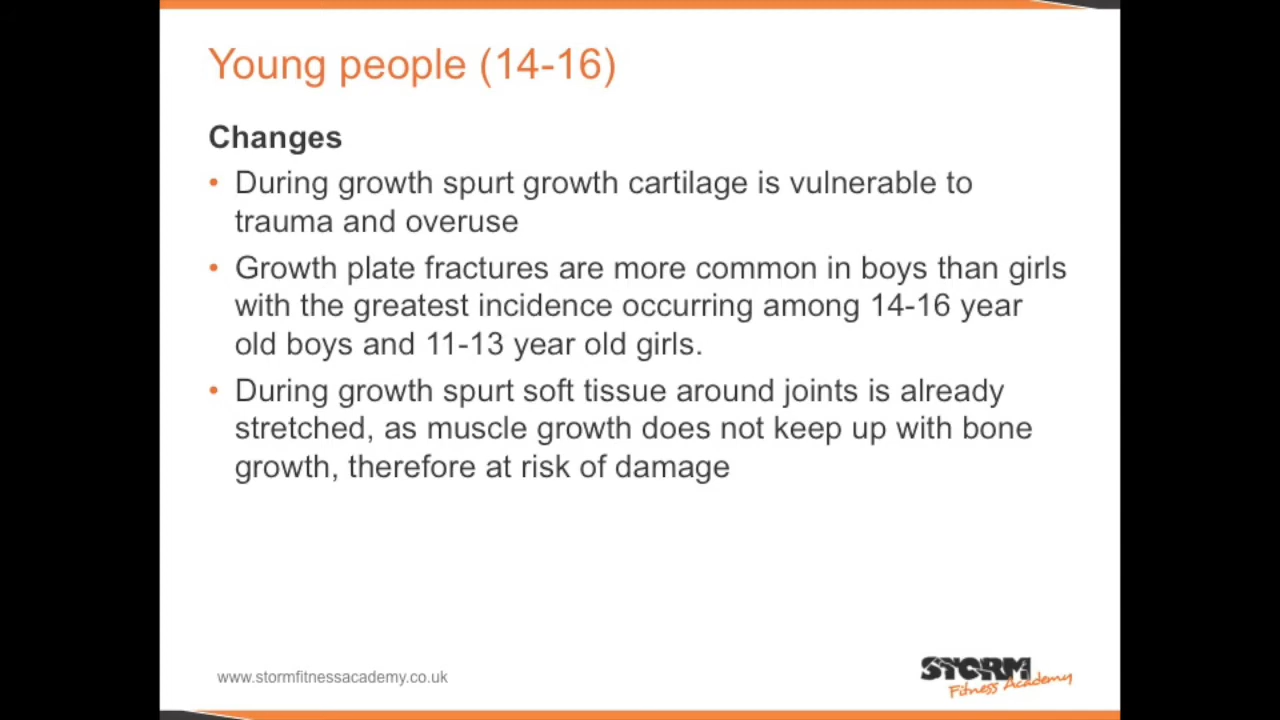 Young people (14-16)
Changes
• During growth spurt growth cartilage is vulnerable to
trauma and overuse
• Growth plate fractures are more common in boys than girls
with the greatest incidence occurring among 14-16 year
old boys and 11-13 year old girls.
• During growth spurt soft tissue around joints is already
stretched, as muscle growth does not keep up with bone
growth, therefore at risk of damage
www.stormfitnessacademy.co.uk
STORM
Fitness Academy